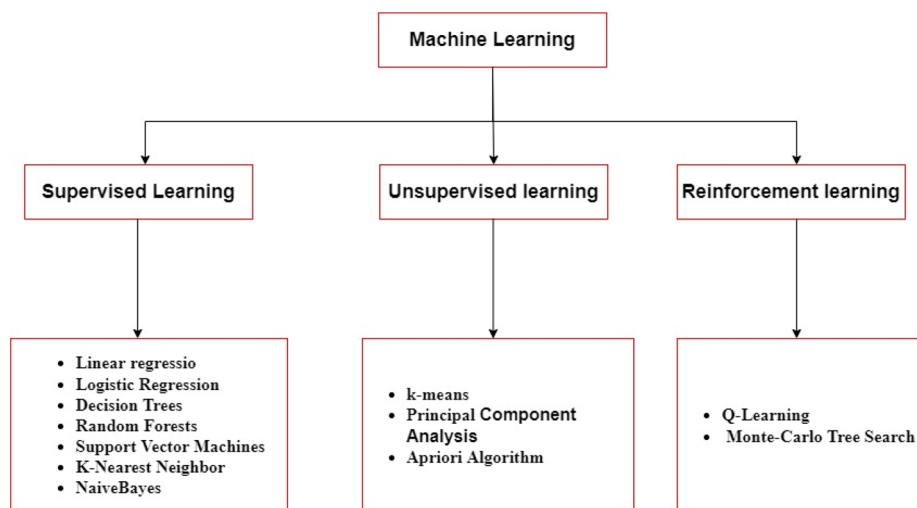 Machine Learning
Supervised Learning
Unsupervised learning
Reinforcement learning
• Linear regressio
• Logistic Regression
• Decision Trees
• Random Forests
• Support Vector Machines
• K-Nearest Neighbor
• NaiveBayes
• k-means
• Principal Component
Analysis
• Apriori Algorithm
• Q-Learning
• Monte-Carlo Tree Search